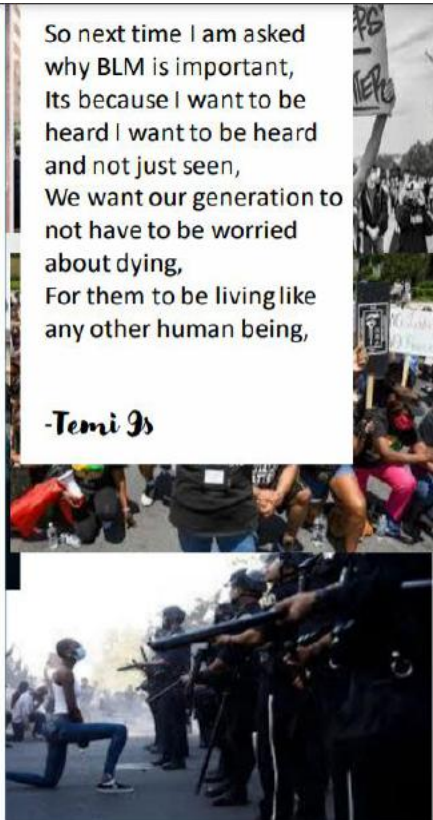 So next time I am asked
why BLM is important,
Its because I want to be
heard I want to be heard
and not just seen,
We want our generation to
not have to be worried
about dying,
For them to be living like
any other human being,
-Temi Is